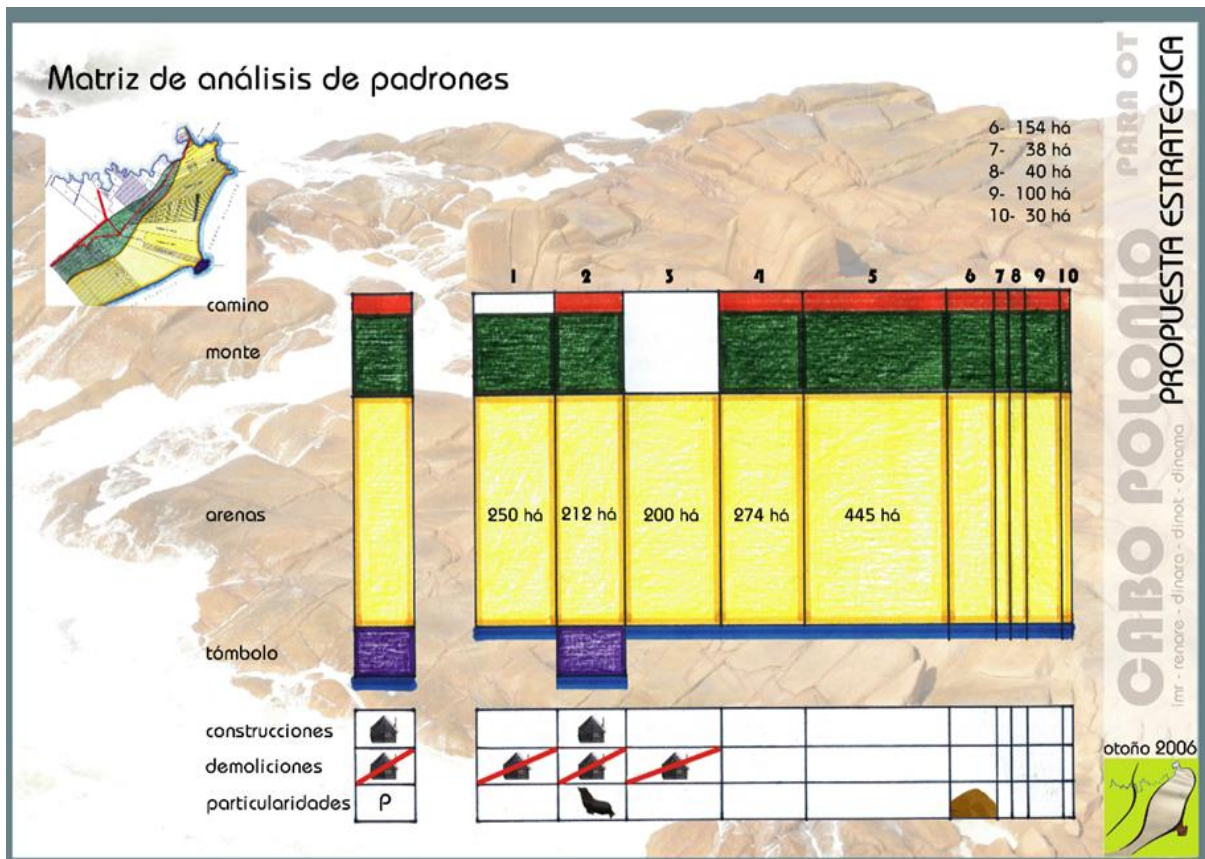 Matriz de análisis de padrones
6- 154 há
7- 38 há
8- 40 há
9- 100 há
10- 30 há
1 2 3 4 5 6 7 8 9 10
camino
monte
arenas
250 há 212 há 200 há 274 há 445 há
tómbolo
construcciones
demoliciones
particularidades P
CABO POLONIO PARA OT
PROPUESTA ESTRATEGICA
imr - renare - dinara - dinot - dinama
otoño 2006